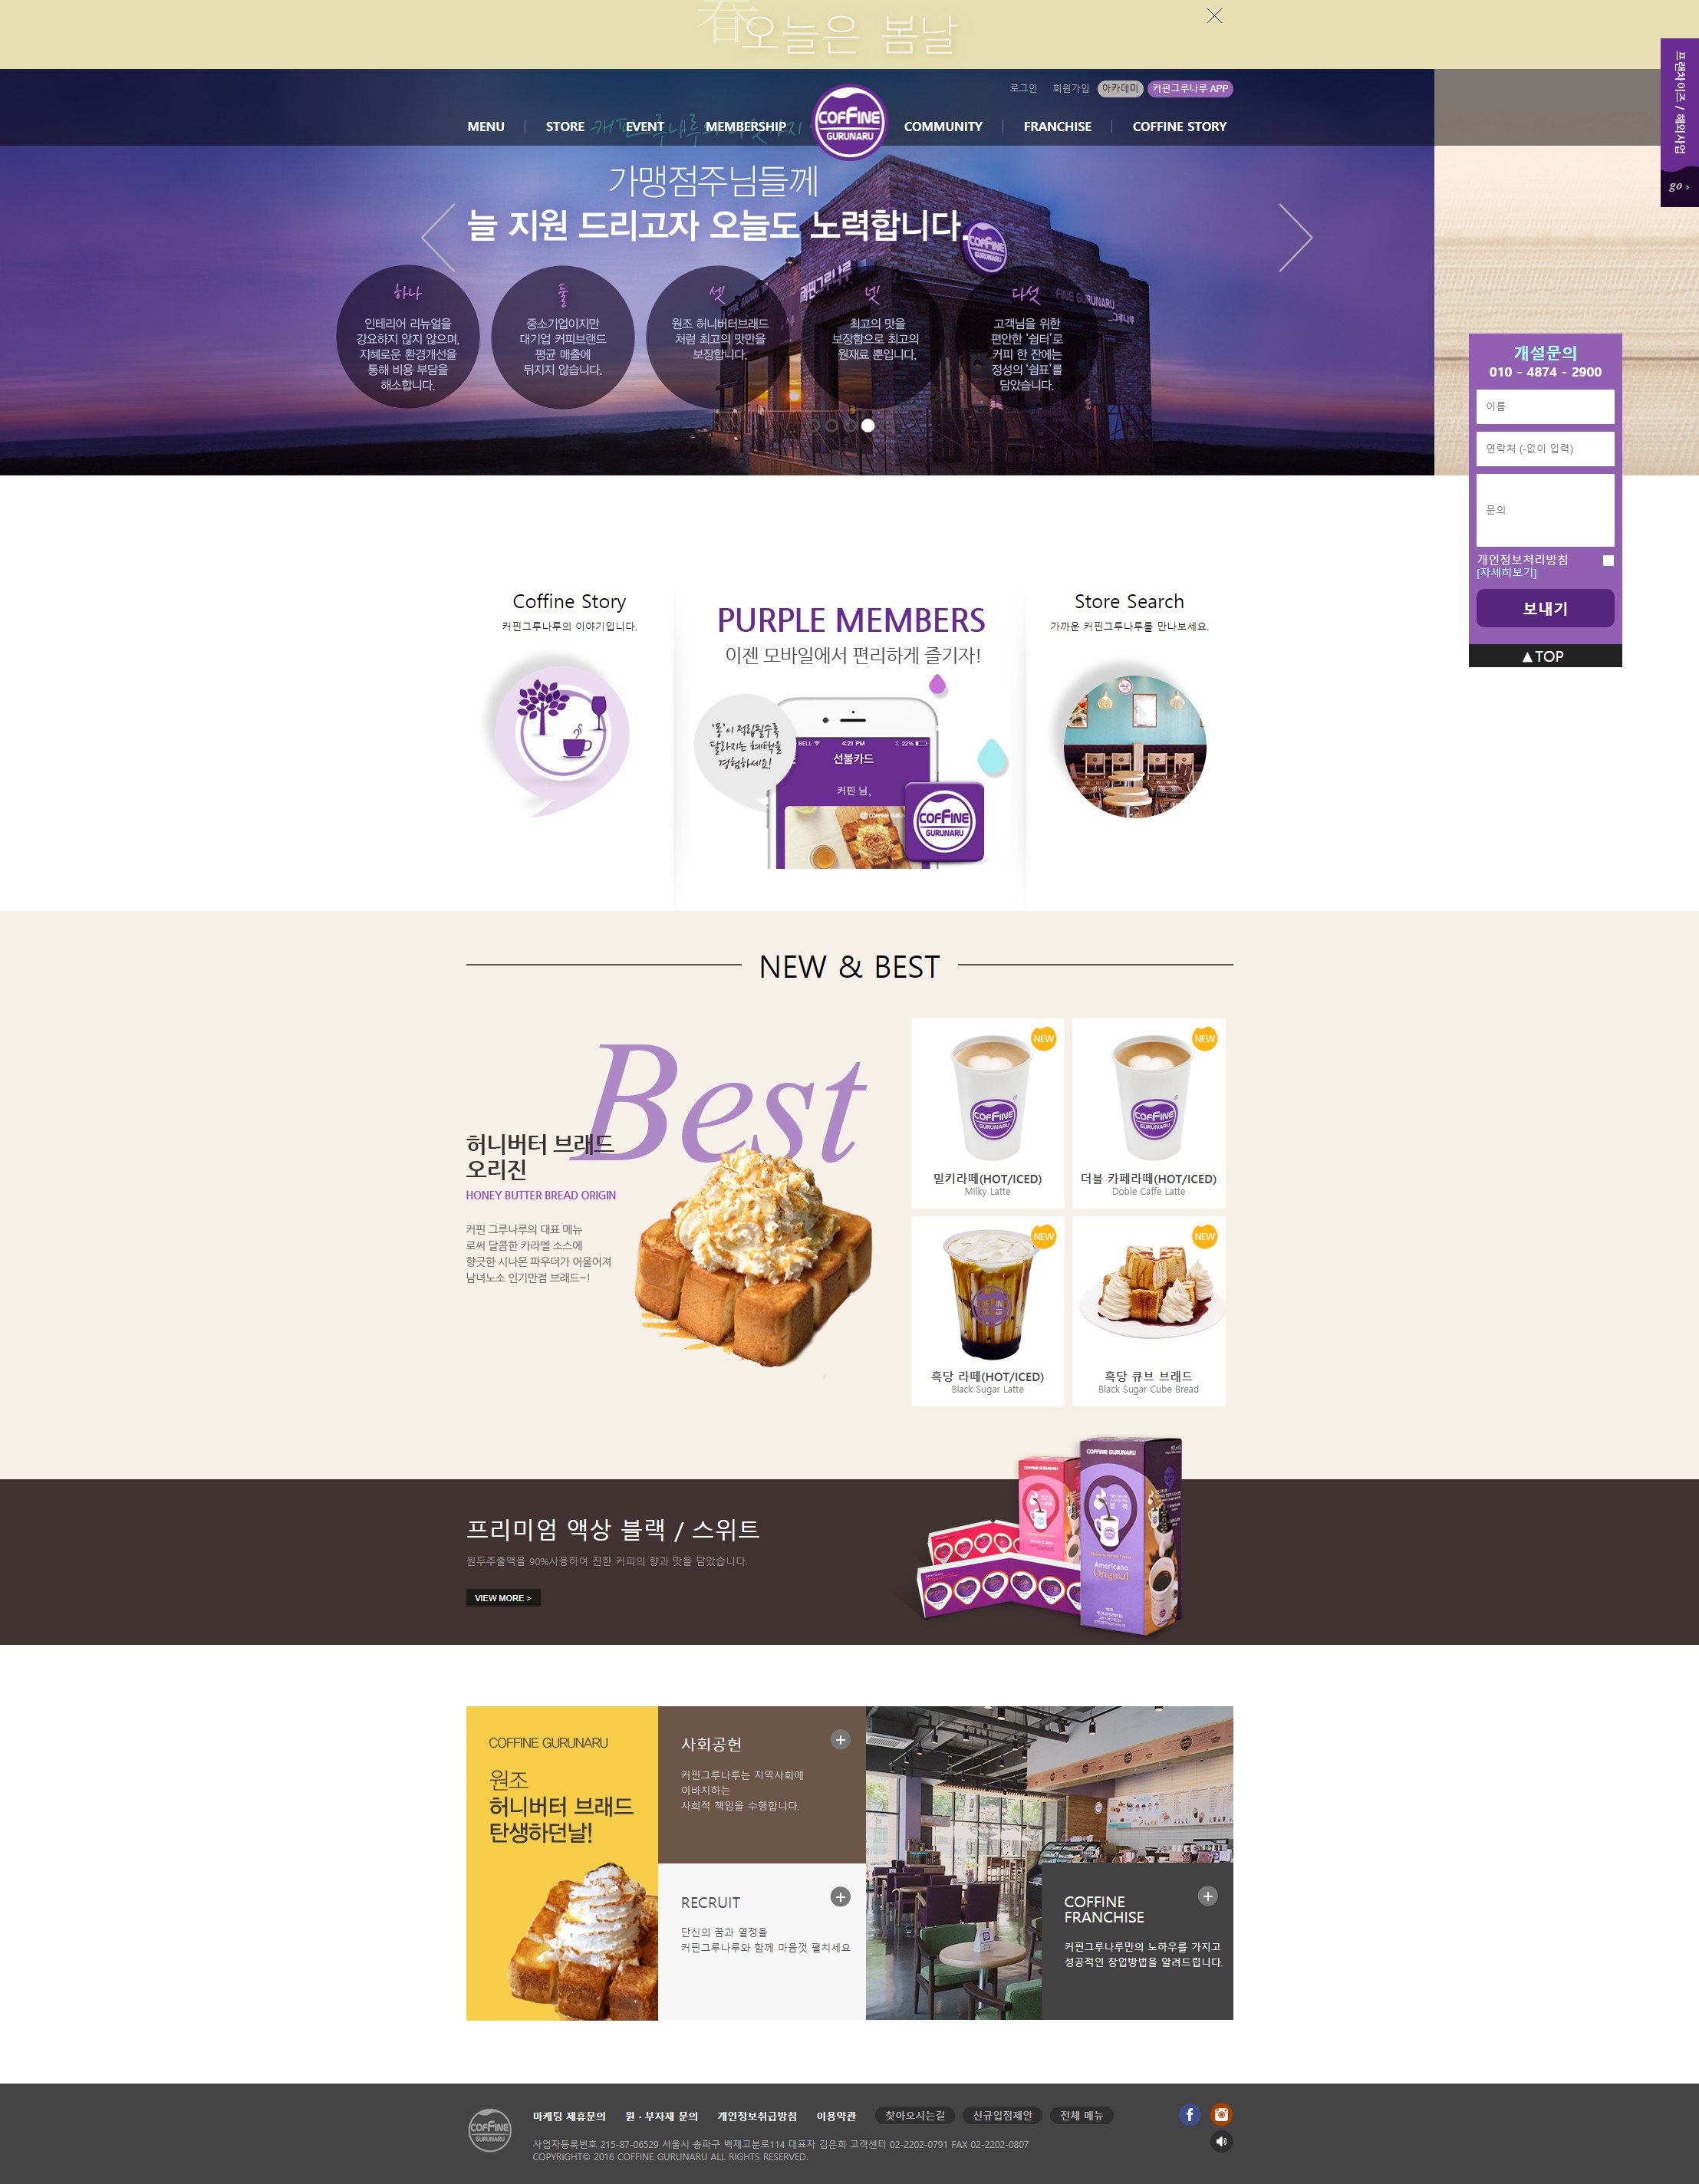 春
오늘은 봄날
프랜차이즈 / 해외사업
go ›
로그인
회원가입
아카데미
커핀그루나루 APP
MENU
STORE
EVENT
MEMBERSHIP
COFFINE
GURUNARU
COMMUNITY
FRANCHISE
COFFINE STORY
가맹점주님들께
늘 지원 드리고자 오늘도 노력합니다.
하나
인테리어 리뉴얼을
강요하지 않지 않으며,
지혜로운 환경개선을
통해 비용 부담을
해소합니다.
둘
중소기업이지만
대기업 커피브랜드
평균 매출에
뒤지지 않습니다.
셋
원조 허니버터브래드
처럼 최고의 맛만을
보장합니다.
넷
최고의 맛을
보장함으로 최고의
원재료 뿐입니다.
다섯
고객님을 위한
편안한 '쉼터'로
커피 한 잔에는
정성의 '쉼표'를
담았습니다.
개설문의
010 - 4874 - 2900
이름
연락처 (-없이 입력)
문의
개인정보처리방침
[자세히보기]
보내기
▲TOP
Coffine Story
커핀그루나루의 이야기입니다.
PURPLE MEMBERS
이젠 모바일에서 편리하게 즐기자!
'퐁'이 적립될수록
달라지는 혜택을
경험하세요!
BELL
4:21 PM
22%
선불카드
커핀 님,
COFFINE
GURUNARU
Store Search
가까운 커핀그루나루를 만나보세요.
NEW & BEST
Best
허니버터 브래드
오리진
HONEY BUTTER BREAD ORIGIN
커핀 그루나루의 대표 메뉴
로써 달콤한 카라멜 소스에
향긋한 시나몬 파우더가 어울어져
남녀노소 인기만점 브래드~!
NEW
밀키라떼(HOT/ICED)
Milky Latte
NEW
더블 카페라떼(HOT/ICED)
Doble Caffe Latte
NEW
흑당 라떼(HOT/ICED)
Black Sugar Latte
NEW
흑당 큐브 브래드
Black Sugar Cube Bread
프리미엄 액상 블랙 / 스위트
원두추출액을 90%사용하여 진한 커피의 향과 맛을 담았습니다.
VIEW MORE >
COFFINE GURUNARU
Americano
Original
COFFINE GURUNARU
원조
허니버터 브래드
탄생하던날!
사회공헌
커핀그루나루는 지역사회에
이바지하는
사회적 책임을 수행합니다.
RECRUIT
단신의 꿈과 열정을
커핀그루나루와 함께 마음껏 펼치세요
COFFINE
FRANCHISE
커핀그루나루만의 노하우를 가지고
성공적인 창업방법을 알려드립니다.
COFFINE
GURUNARU
마케팅 제휴문의
원 · 부자재 문의
개인정보취급방침
이용약관
찾아오시는길
신규입점제안
전체 메뉴
사업자등록번호 215-87-06529 서울시 송파구 백제고분로114 대표자 김은희 고객센터 02-2202-0791 FAX 02-2202-0807
COPYRIGHT© 2016 COFFINE GURUNARU ALL RIGHTS RESERVED.